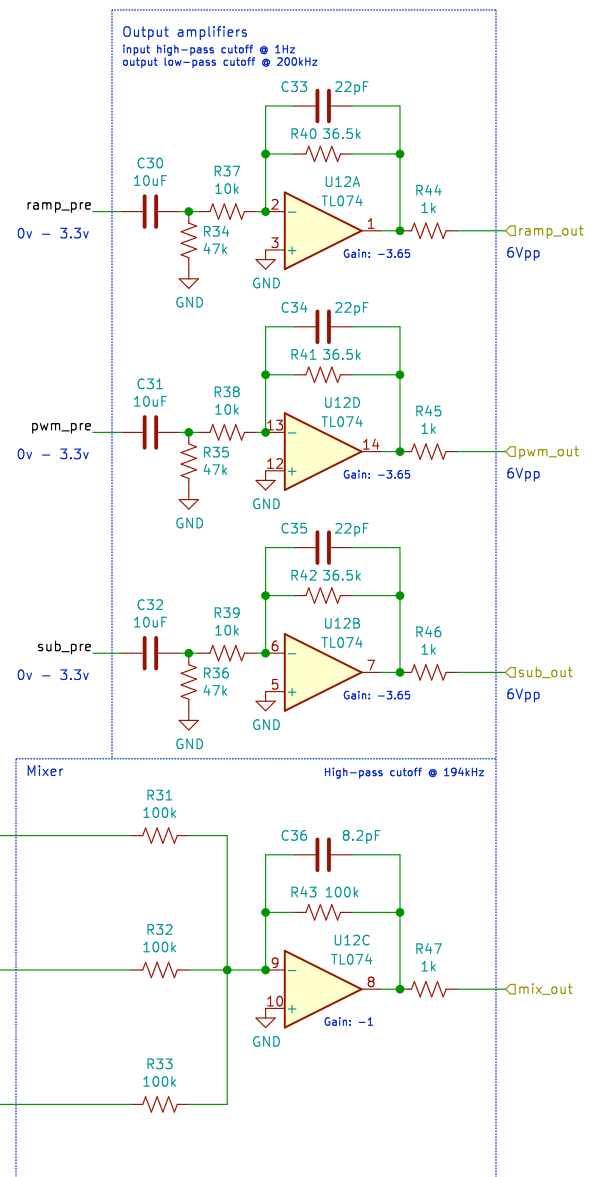 Output amplifiers
input high-pass cutoff @ 1Hz
output low-pass cutoff @ 200kHz
C33 22pF
R40 36.5k
C30
10uF
R37
10k
U12A
TL074
R44
1k
ramp_pre
0v - 3.3v
R34
47k
2
3
1
−
+
ramp_out
6Vpp
Gain: -3.65
GND
GND
C34 22pF
R41 36.5k
C31
10uF
R38
10k
U12D
TL074
R45
1k
pwm_pre
0v - 3.3v
R35
47k
13
12
14
−
+
pwm_out
6Vpp
Gain: -3.65
GND
GND
C35 22pF
R42 36.5k
C32
10uF
R39
10k
U12B
TL074
R46
1k
sub_pre
0v - 3.3v
R36
47k
6
5
7
−
+
sub_out
6Vpp
Gain: -3.65
GND
GND
Mixer
High-pass cutoff @ 194kHz
R31
100k
C36 8.2pF
R43 100k
R32
100k
U12C
TL074
R47
1k
9
10
8
−
+
mix_out
Gain: -1
GND
R33
100k